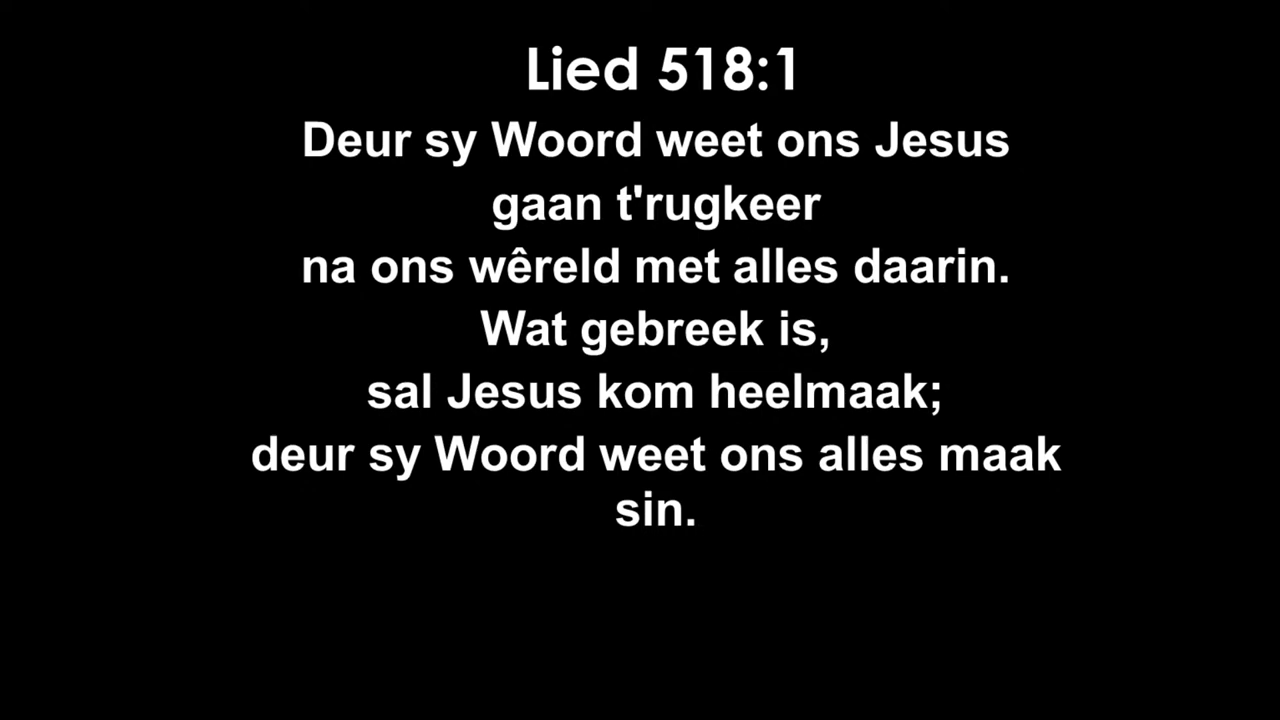 Lied 518:1
Deur sy Woord weet ons Jesus
gaan t'rugkeer
na ons wêreld met alles daarin.
Wat gebreek is,
sal Jesus kom heelmaak;
deur sy Woord weet ons alles maak
sin.